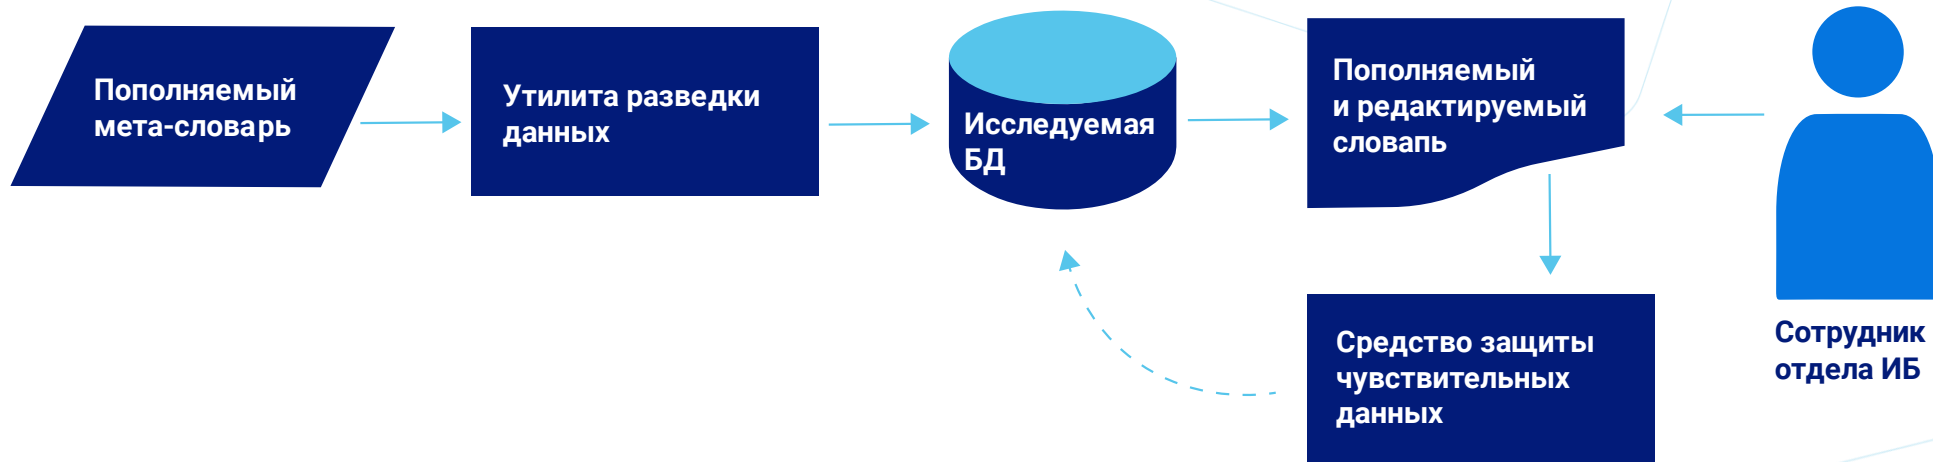 Пополняемый
мета-словарь
Утилита разведки
данных
Исследуемая
БД
Пополняемый
и редактируемый
словапь
Средство защиты
чувствительных
данных
Сотрудник
отдела ИБ